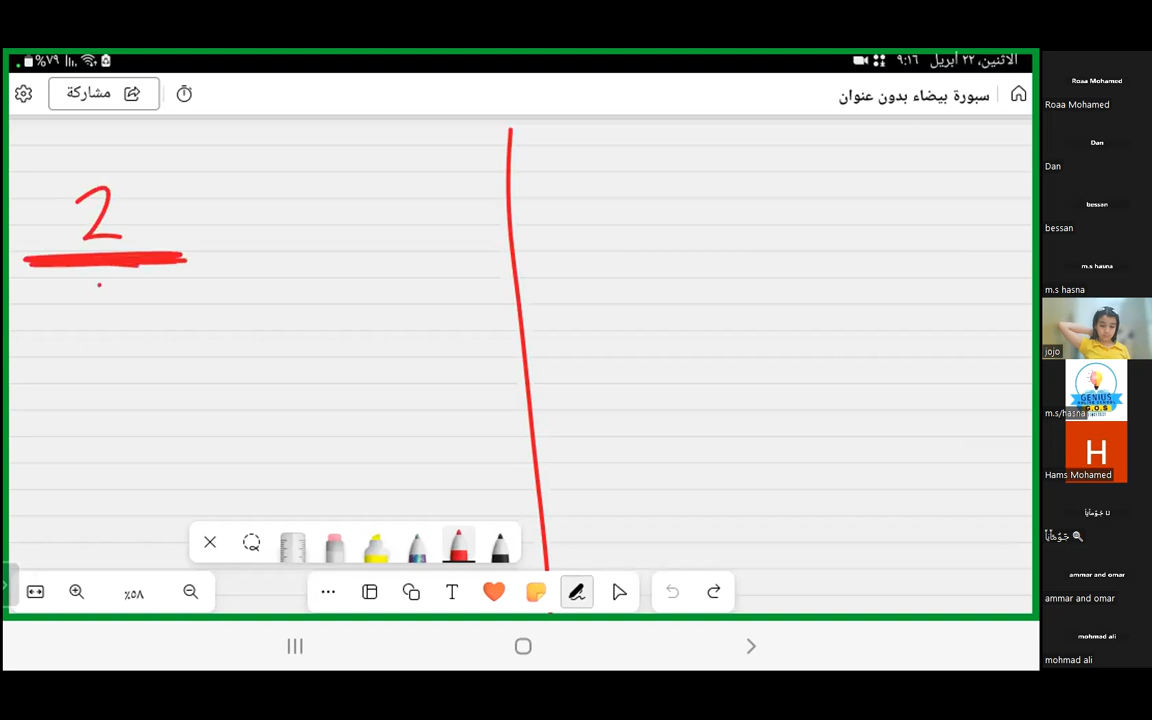 الاثنين، ٢٢ أبريل ٩:١٦
%٧٩
سبورة بيضاء بدون عنوان
مشاركة
2
T
٪٥٨
Roaa Mohamed
Roaa Mohamed
Dan
Dan
bessan
bessan
m.s hasna
m.s hasna
jojo
GENIUS
G.O.S
m.s/hasna
H
Hams Mohamed
ammar and omar
ammar and omar
mohmad ali
mohmad ali